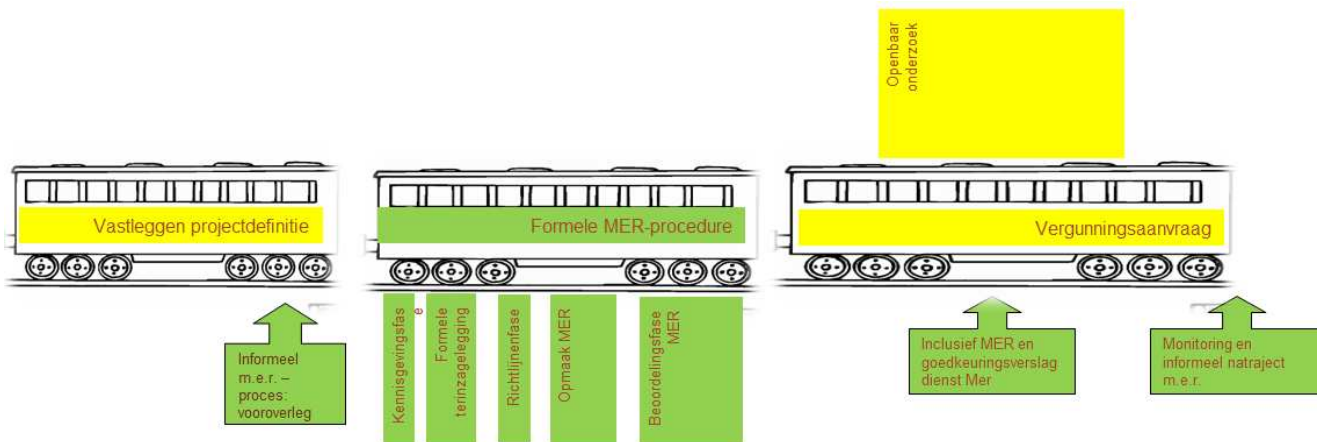 Openbaar
onderzoek
Vastleggen projectdefinitie
Formele MER-procedure
Vergunningsaanvraag
Informeel
m.e.r. –
proces:
vooroverleg
Kennisgevingsfas
e
Formele
terinzagelegging
Richtlijnenfase
Opmaak MER
Beoordelingsfase
MER
Inclusief MER en
goedkeuringsverslag
dienst Mer
Monitoring en
informeel natraject
m.e.r.